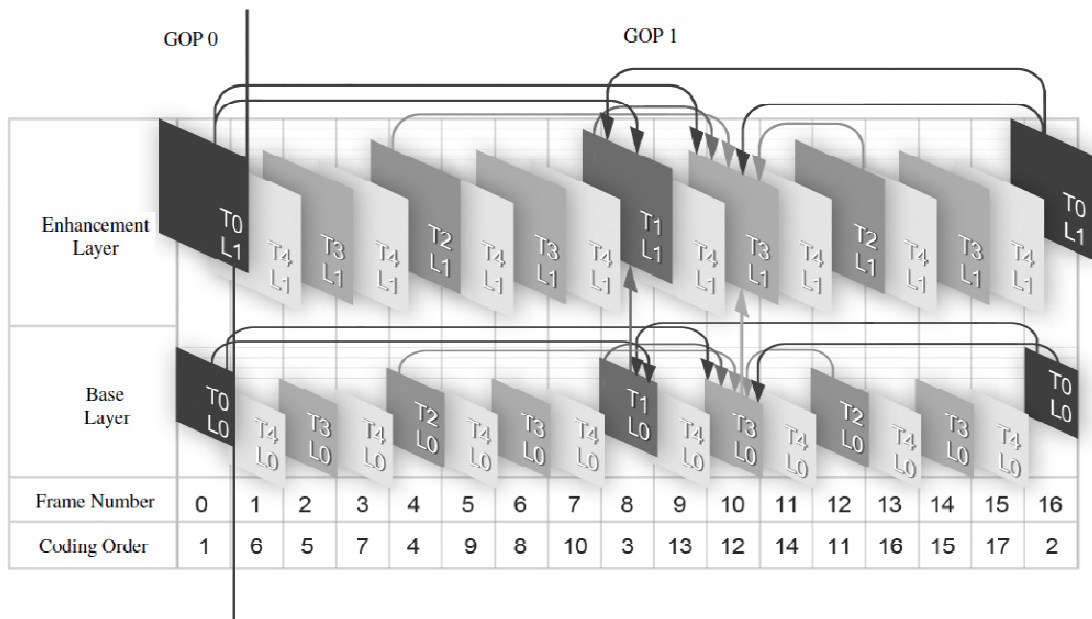 GOP 0
GOP 1
Enhancement
Layer
T0
L1
T4
L1
T3
L1
T4
L1
T2
L1
T4
L1
T3
L1
T4
L1
T1
L1
T4
L1
T3
L1
T4
L1
T2
L1
T4
L1
T3
L1
T4
L1
T0
L1
Base
Layer
T0
L0
T4
L0
T3
L0
T4
L0
T2
L0
T4
L0
T3
L0
T4
L0
T1
L0
T4
L0
T3
L0
T4
L0
T2
L0
T4
L0
T3
L0
T4
L0
T0
L0
Frame Number 0 1 2 3 4 5 6 7 8 9 10 11 12 13 14 15 16
Coding Order 1 6 5 7 4 9 8 10 3 13 12 14 11 16 15 17 2